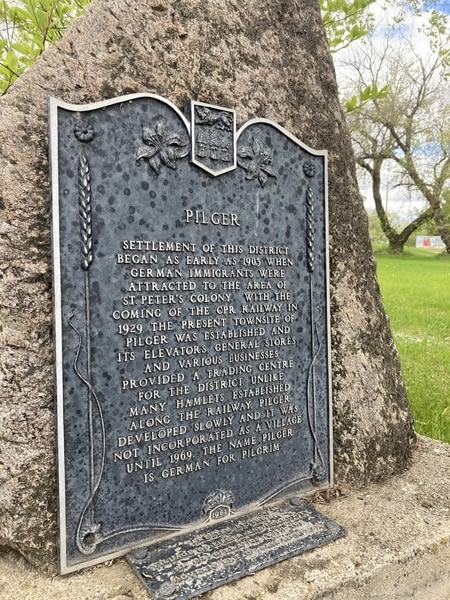 PILGER
SETTLEMENT OF THIS DISTRICT
BEGAN AS EARLY AS 1903 WHEN
GERMAN IMMIGRANTS WERE
ATTRACTED TO THE AREA OF
ST. PETER'S COLONY. WITH THE
COMING OF THE CPR RAILWAY IN
1929 THE PRESENT TOWNSITE OF
PILGER WAS ESTABLISHED AND
ITS ELEVATORS, GENERAL STORES
AND VARIOUS BUSINESSES
PROVIDED A TRADING CENTRE
FOR THE DISTRICT. UNLIKE
MANY HAMLETS ESTABLISHED
ALONG THE RAILWAY, PILGER
DEVELOPED SLOWLY AND IT WAS
NOT INCORPORATED AS A VILLAGE
UNTIL 1969. THE NAME PILGER
IS GERMAN FOR PILGRIM.